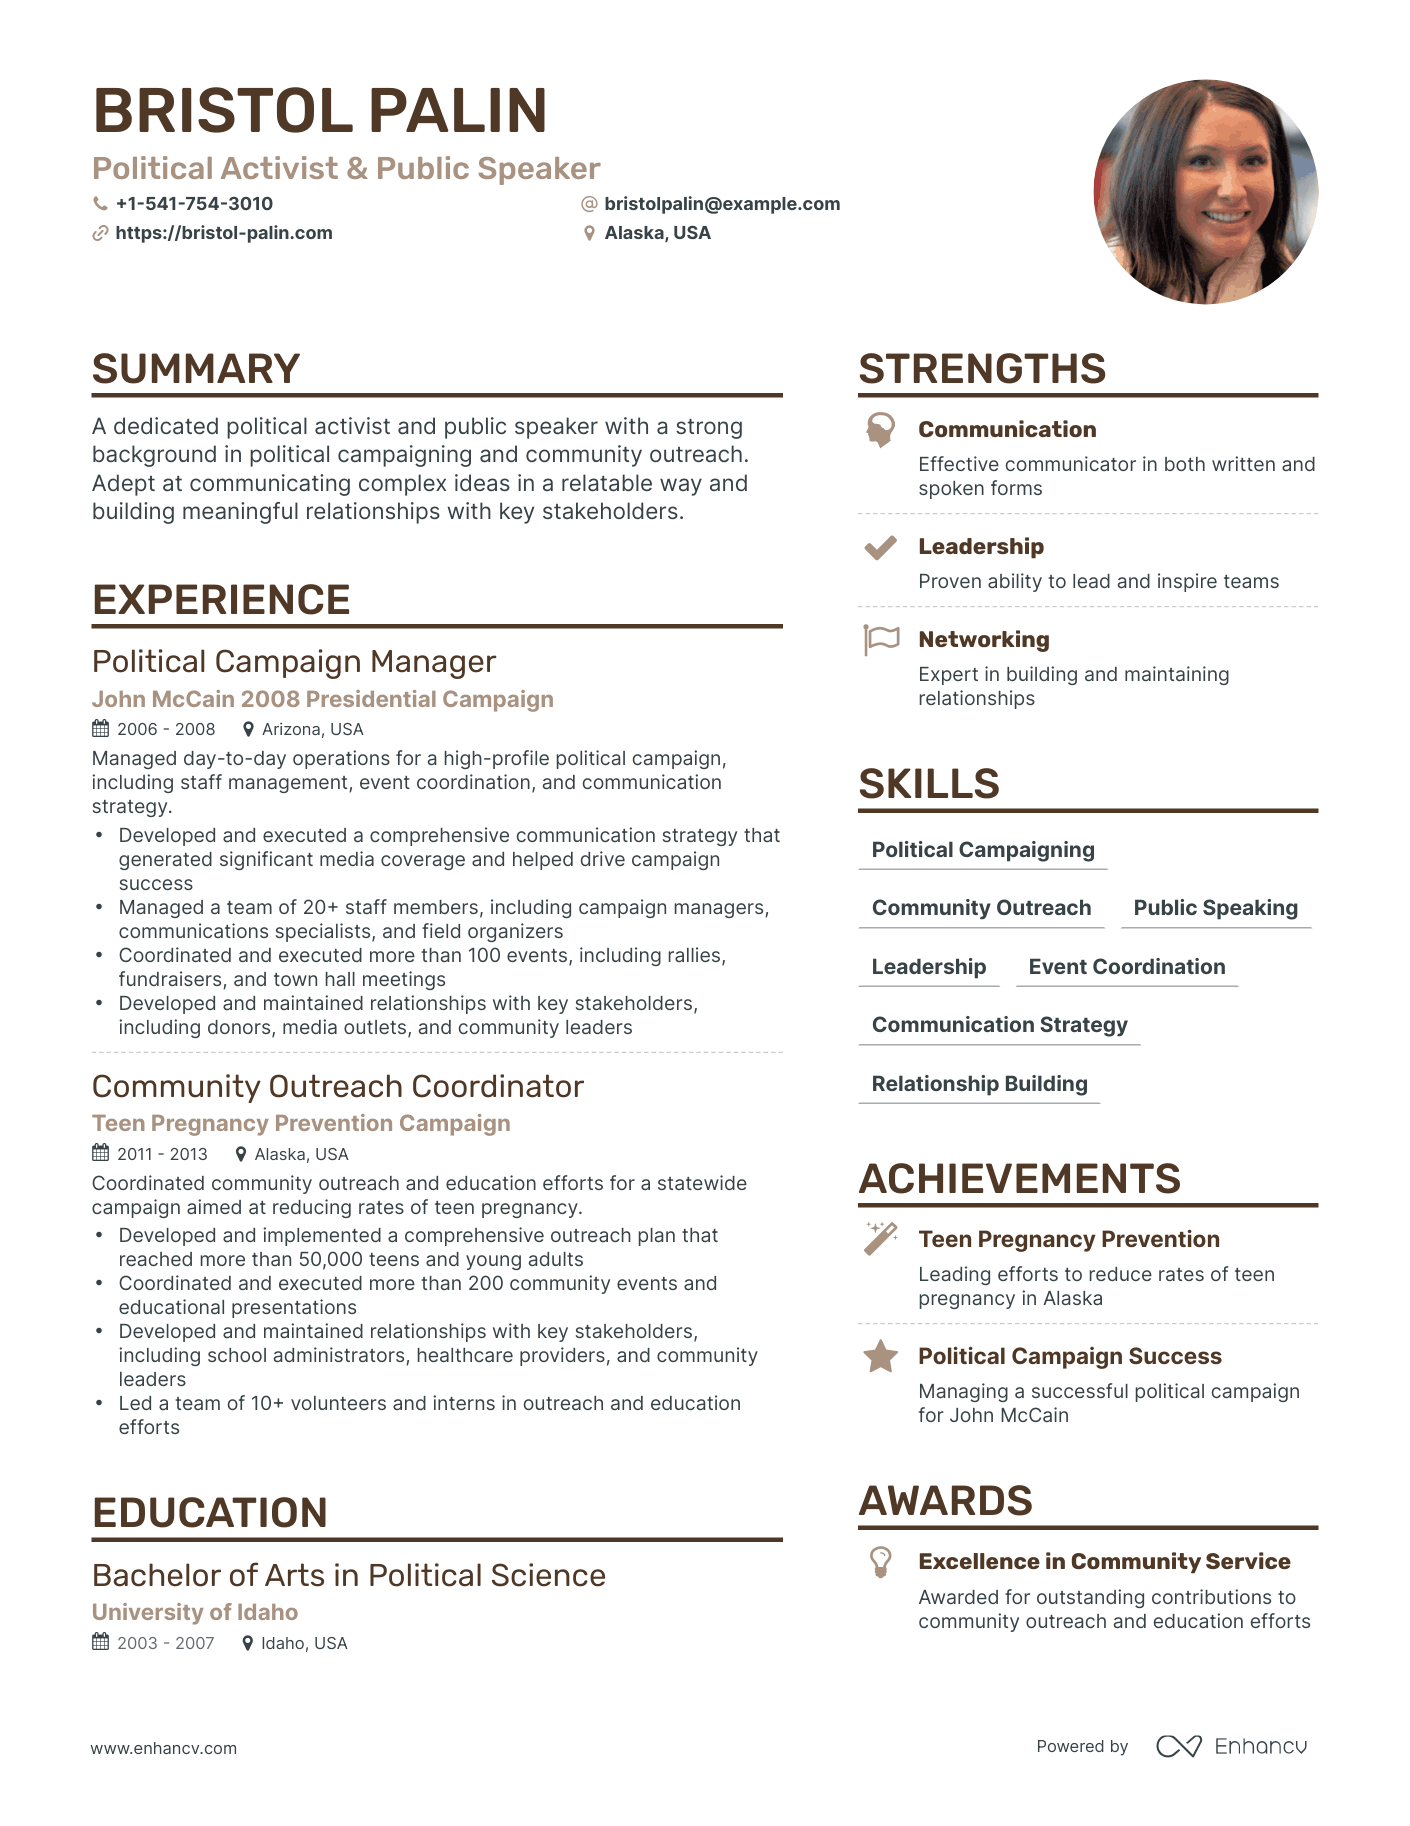 BRISTOL PALIN
Political Activist & Public Speaker
+1-541-754-3010
bristolpalin@example.com
https://bristol-palin.com
Alaska, USA
SUMMARY
A dedicated political activist and public speaker with a strong
background in political campaigning and community outreach.
Adept at communicating complex ideas in a relatable way and
building meaningful relationships with key stakeholders.
EXPERIENCE
Political Campaign Manager
John McCain 2008 Presidential Campaign
2006 - 2008 Arizona, USA
Managed day-to-day operations for a high-profile political campaign,
including staff management, event coordination, and communication
strategy.
• Developed and executed a comprehensive communication strategy that
generated significant media coverage and helped drive campaign
success
• Managed a team of 20+ staff members, including campaign managers,
communications specialists, and field organizers
• Coordinated and executed more than 100 events, including rallies,
fundraisers, and town hall meetings
• Developed and maintained relationships with key stakeholders,
including donors, media outlets, and community leaders
Community Outreach Coordinator
Teen Pregnancy Prevention Campaign
2011 - 2013 Alaska, USA
Coordinated community outreach and education efforts for a statewide
campaign aimed at reducing rates of teen pregnancy.
• Developed and implemented a comprehensive outreach plan that
reached more than 50,000 teens and young adults
• Coordinated and executed more than 200 community events and
educational presentations
• Developed and maintained relationships with key stakeholders,
including school administrators, healthcare providers, and community
leaders
• Led a team of 10+ volunteers and interns in outreach and education
efforts
EDUCATION
Bachelor of Arts in Political Science
University of Idaho
2003 - 2007 Idaho, USA
STRENGTHS
Communication
Effective communicator in both written and
spoken forms
Leadership
Proven ability to lead and inspire teams
Networking
Expert in building and maintaining
relationships
SKILLS
Political Campaigning
Community Outreach Public Speaking
Leadership Event Coordination
Communication Strategy
Relationship Building
ACHIEVEMENTS
Teen Pregnancy Prevention
Leading efforts to reduce rates of teen
pregnancy in Alaska
Political Campaign Success
Managing a successful political campaign
for John McCain
AWARDS
Excellence in Community Service
Awarded for outstanding contributions to
community outreach and education efforts
www.enhancv.com
Powered by Enhancv